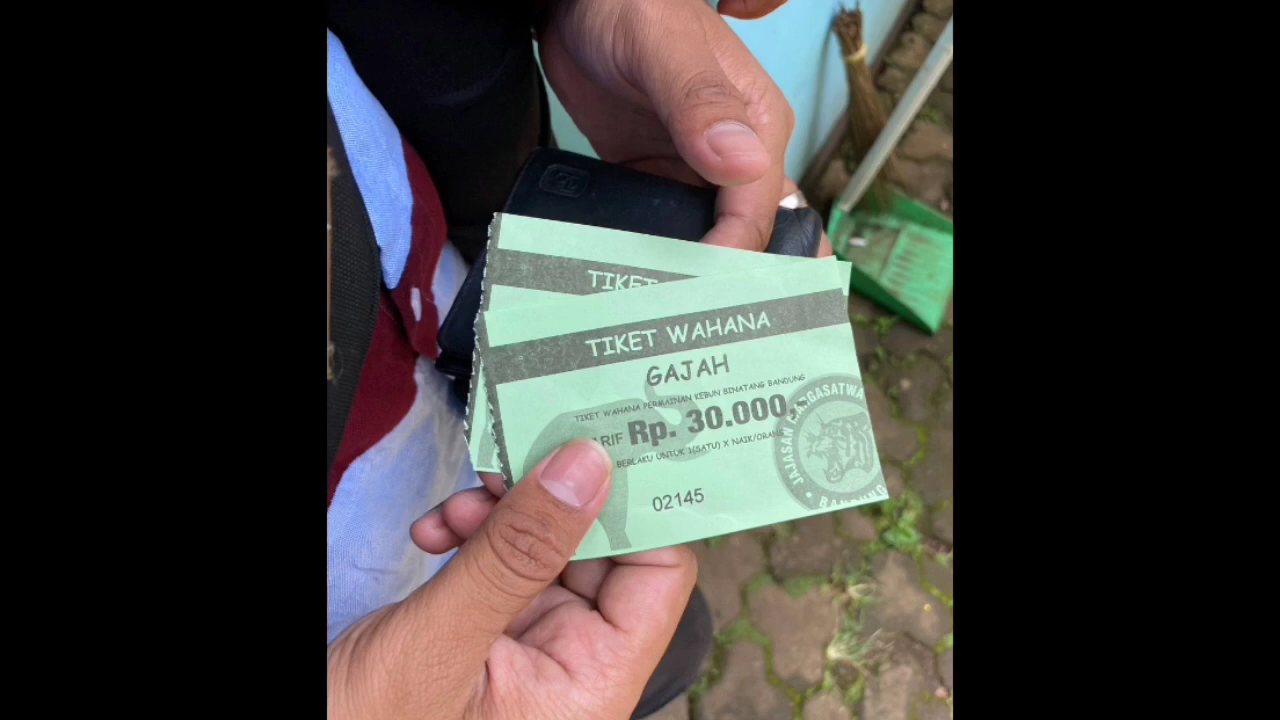 TIKET
TIKET WAHANA
GAJAH
TIKET WAHANA PERMAINAN KEBUN BINATANG BANDUNG
Rp. 30.000,-
BERLAKU UNTUK 1(SATU) X NAIK/ORANG
02145
JAJASAN MARGASATWA
BANDUNG